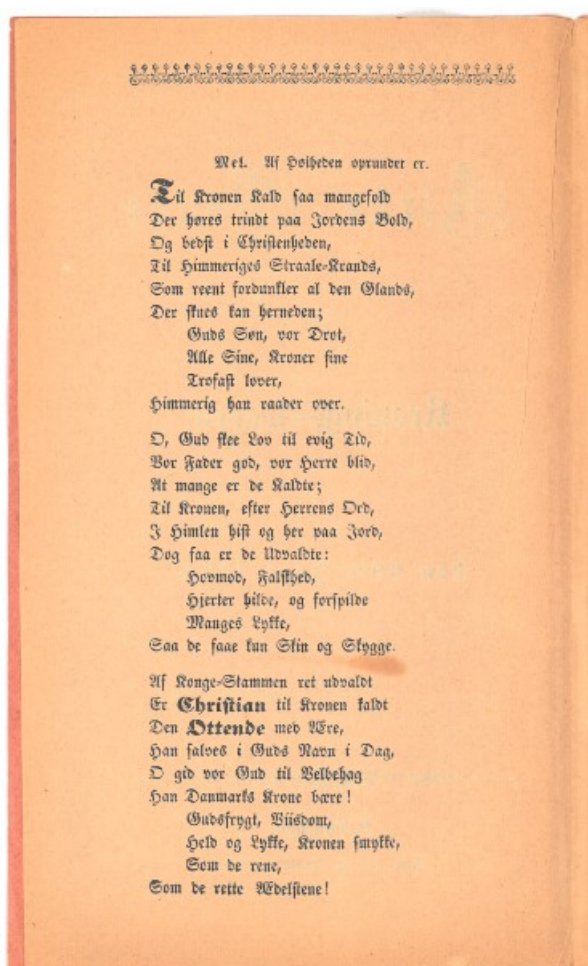 Mel. Af Høiheden oprundet er.
Til Kronen Kald saa mangefold
Der høres trindt paa Jordens Bold,
Og bedst i Christenheden,
Til Himmeriges Straale-Krands,
Som reent fordunkler al den Glands,
Der skues kan herneden;
Guds Søn, vor Drot,
Alle Sine, Kroner fine
Trofast lover,
Himmerig han raader over.
O, Gud skee Lov til evig Tid,
Vor Fader god, vor Herre blid,
At mange er de Kaldte;
Til Kronen, efter Herrens Ord,
I Himlen hist og her paa Jord,
Dog faa er de Udvaldte:
Hovmod, Falskhed,
Hjerter hilde, og forspilde
Manges Lykke,
Saa de faae kun Skin og Skygge.
Af Konge-Stammen ret udvaldt
Er Christian til Kronen kaldt
Den Ottende med Ære,
Han salves i Guds Navn i Dag,
O gid vor Gud til Velbehag
Han Danmarks Krone bære!
Gudsfrygt, Viisdom,
Held og Lykke, Kronen smykke,
Som de rene,
Som de rette Ædelstene!